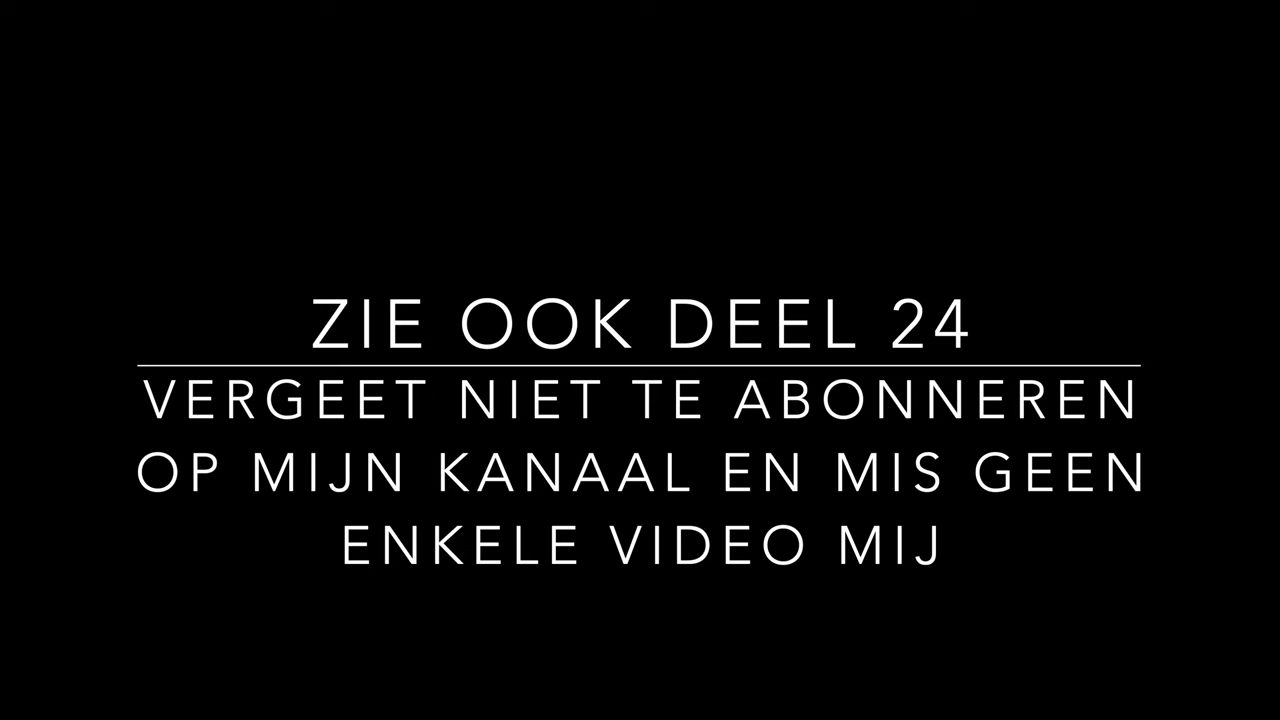 ZIE OOK DEEL 24
VERGEET NIET TE ABONNEREN
OP MIJN KANAAL EN MIS GEEN
ENKELE VIDEO MIJ